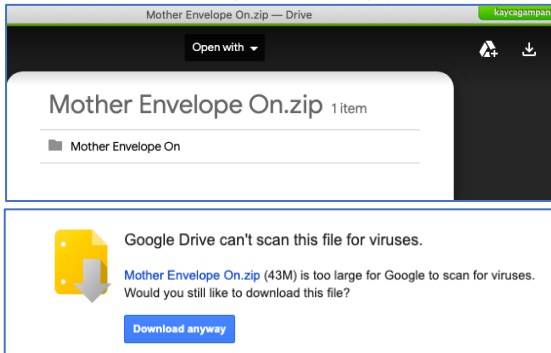 Mother Envelope On.zip — Drive
Open with
Mother Envelope On.zip 1 item
Mother Envelope On
Google Drive can't scan this file for viruses.
Mother Envelope On.zip (43M) is too large for Google to scan for viruses.
Would you still like to download this file?
Download anyway